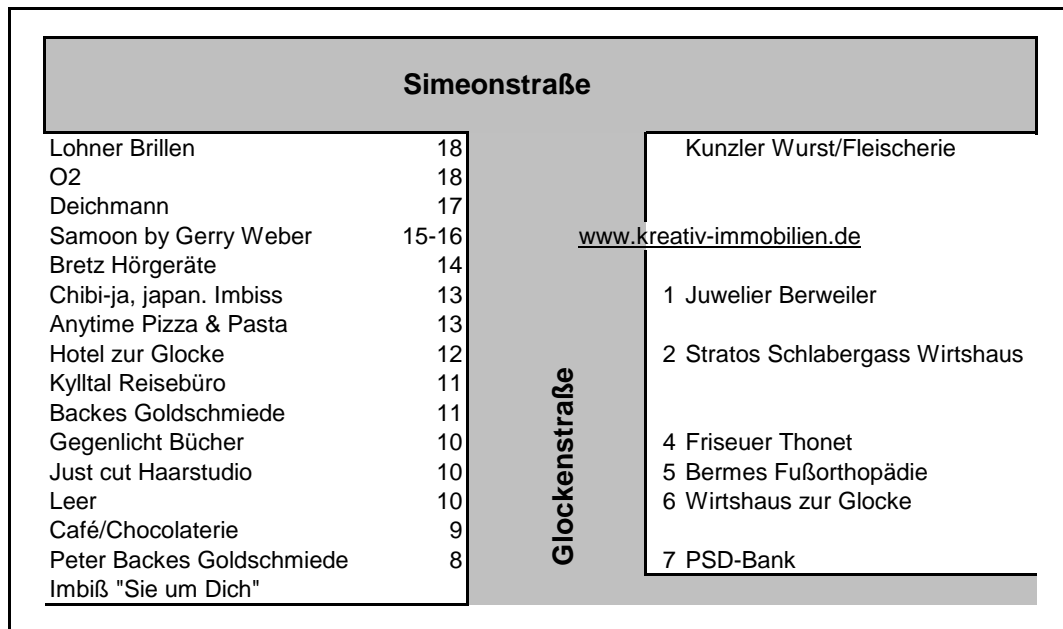 Simeonstraße
Lohner Brillen 18
O2 18
Deichmann 17
Samoon by Gerry Weber 15-16
Bretz Hörgeräte 14
Chibi-ja, japan. Imbiss 13
Anytime Pizza & Pasta 13
Hotel zur Glocke 12
Kylltal Reisebüro 11
Backes Goldschmiede 11
Gegenlicht Bücher 10
Just cut Haarstudio 10
Leer 10
Café/Chocolaterie 9
Peter Backes Goldschmiede 8
Imbiß "Sie um Dich"
Glockenstraße
Kunzler Wurst/Fleischerie
www.kreativ-immobilien.de
1 Juwelier Berweiler
2 Stratos Schlabergass Wirtshaus
4 Friseuer Thonet
5 Bermes Fußorthopädie
6 Wirtshaus zur Glocke
7 PSD-Bank